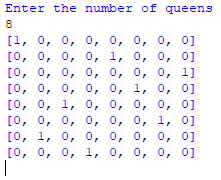 Enter the number of queens
8
[1, 0, 0, 0, 0, 0, 0, 0]
[0, 0, 0, 0, 1, 0, 0, 0]
[0, 0, 0, 0, 0, 0, 0, 1]
[0, 0, 0, 0, 0, 1, 0, 0]
[0, 0, 1, 0, 0, 0, 0, 0]
[0, 0, 0, 0, 0, 0, 1, 0]
[0, 1, 0, 0, 0, 0, 0, 0]
[0, 0, 0, 1, 0, 0, 0, 0]